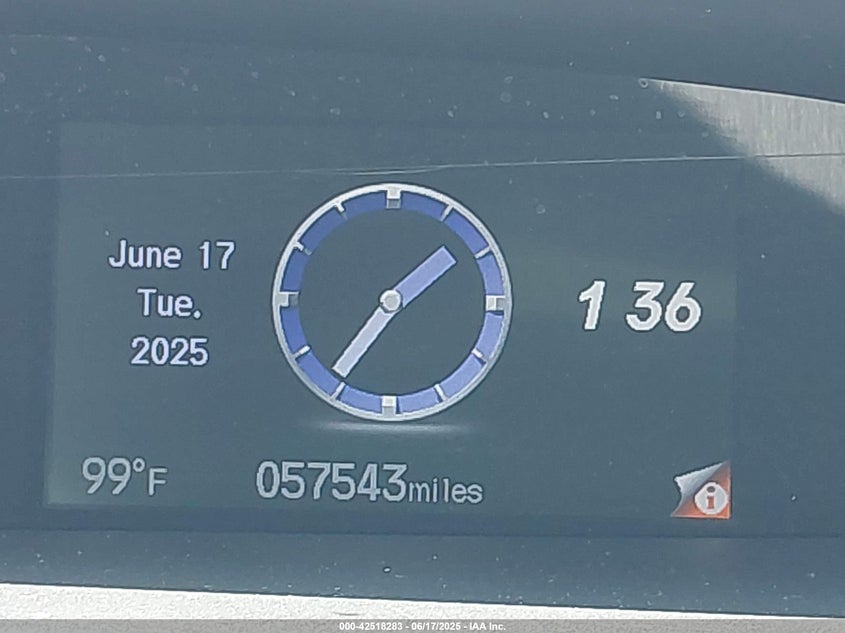 June 17
Tue.
2025
1 36
99°F
057543miles
i
000-42518283 - 06/17/2025 - IAA Inc.